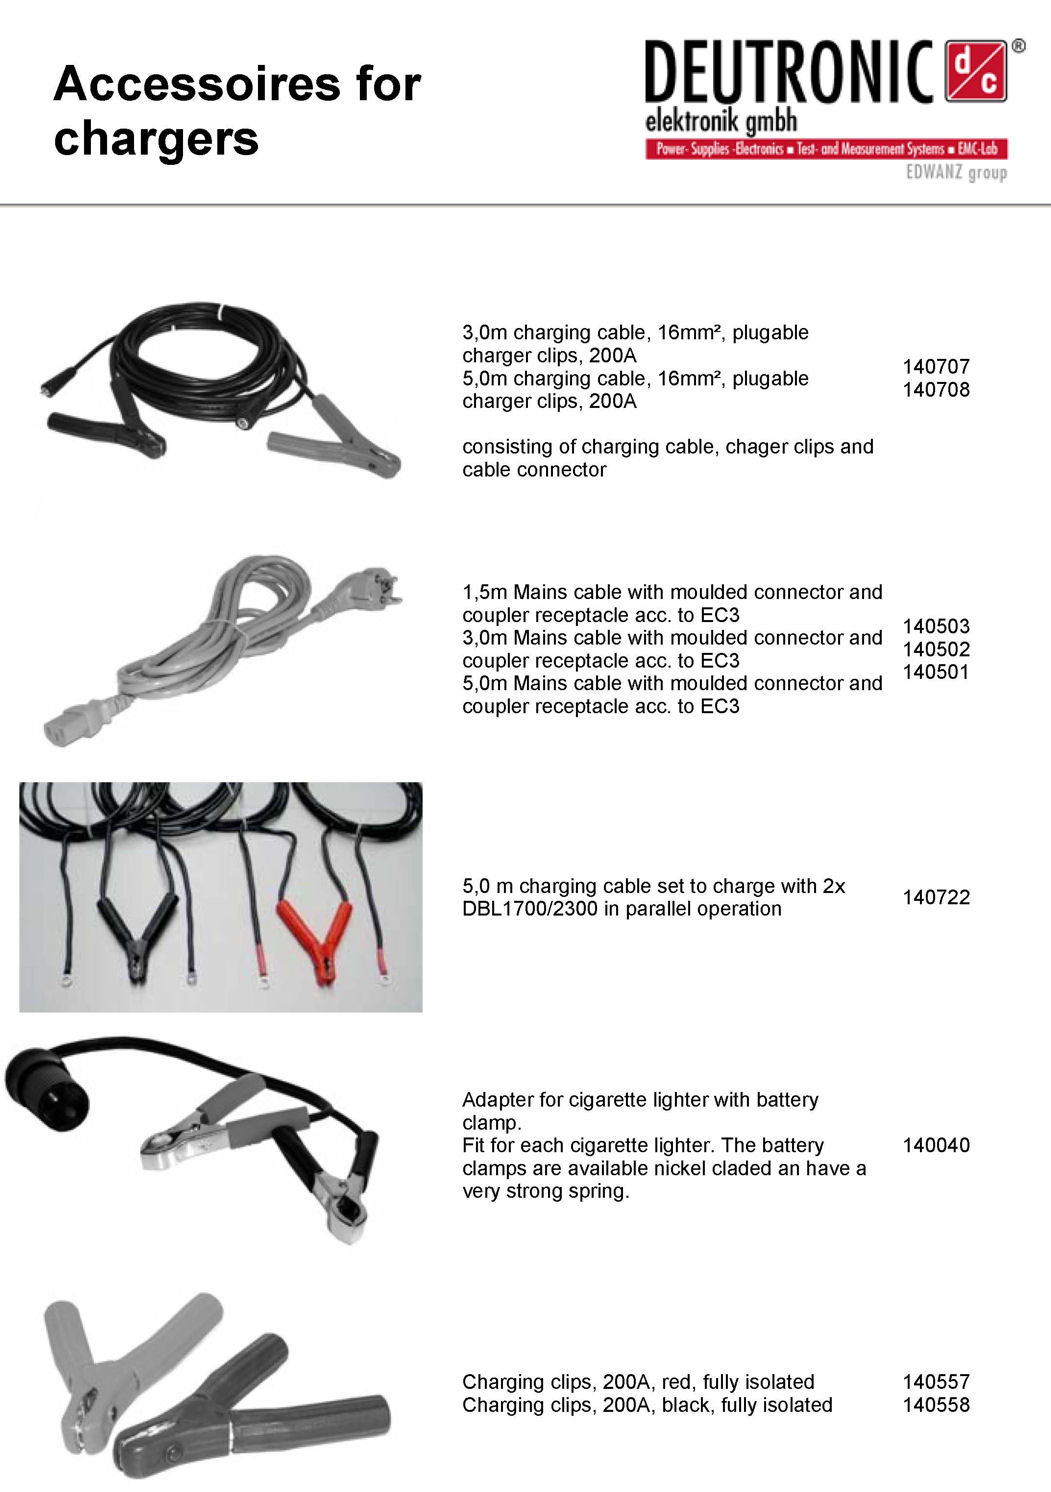 Accessoires for
chargers
DEUTRONIC
d/c
®
elektronik gmbh
Power- Supplies -Electronics ■ Test- and Measurement Systems ■ EMC-Lab
EDWANZ group
3,0m charging cable, 16mm², plugable
charger clips, 200A
5,0m charging cable, 16mm², plugable
charger clips, 200A
140707
140708
consisting of charging cable, chager clips and
cable connector
1,5m Mains cable with moulded connector and
coupler receptacle acc. to EC3
3,0m Mains cable with moulded connector and
coupler receptacle acc. to EC3
5,0m Mains cable with moulded connector and
coupler receptacle acc. to EC3
140503
140502
140501
5,0 m charging cable set to charge with 2x
DBL1700/2300 in parallel operation
140722
Adapter for cigarette lighter with battery
clamp.
Fit for each cigarette lighter. The battery
clamps are available nickel claded an have a
very strong spring.
140040
Charging clips, 200A, red, fully isolated
Charging clips, 200A, black, fully isolated
140557
140558